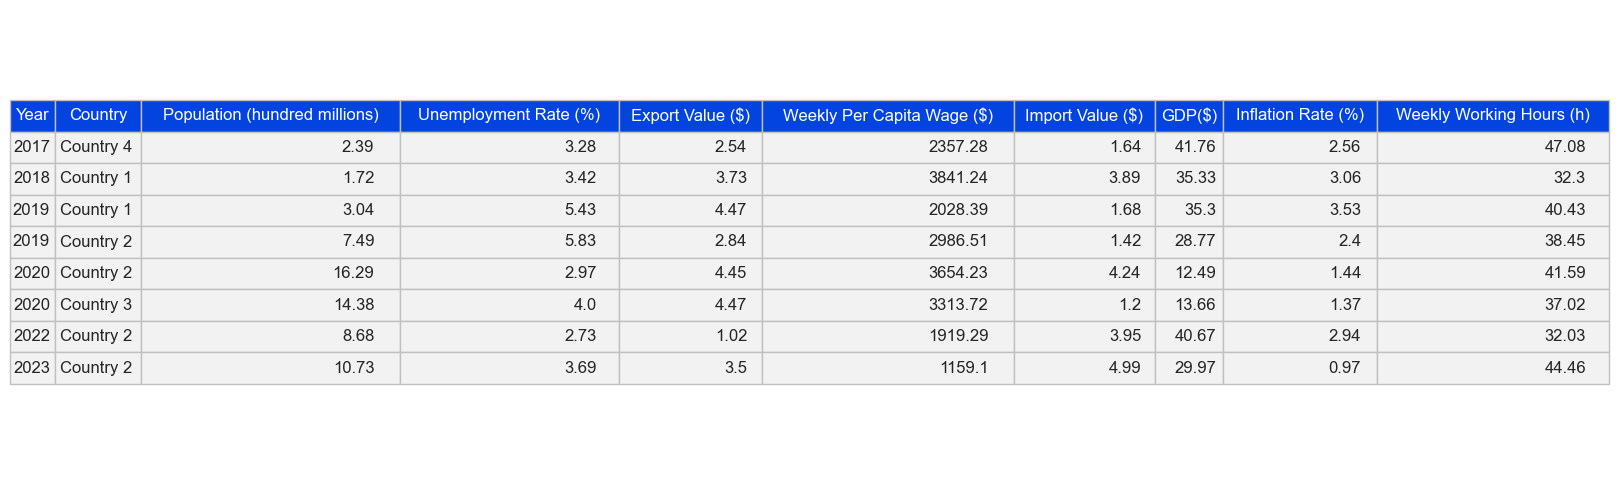 Year Country Population (hundred millions) Unemployment Rate (%) Export Value ($) Weekly Per Capita Wage ($) Import Value ($) GDP($) Inflation Rate (%) Weekly Working Hours (h)
2017 Country 4 2.39 3.28 2.54 2357.28 1.64 41.76 2.56 47.08
2018 Country 1 1.72 3.42 3.73 3841.24 3.89 35.33 3.06 32.3
2019 Country 1 3.04 5.43 4.47 2028.39 1.68 35.3 3.53 40.43
2019 Country 2 7.49 5.83 2.84 2986.51 1.42 28.77 2.4 38.45
2020 Country 2 16.29 2.97 4.45 3654.23 4.24 12.49 1.44 41.59
2020 Country 3 14.38 4.0 4.47 3313.72 1.2 13.66 1.37 37.02
2022 Country 2 8.68 2.73 1.02 1919.29 3.95 40.67 2.94 32.03
2023 Country 2 10.73 3.69 3.5 1159.1 4.99 29.97 0.97 44.46